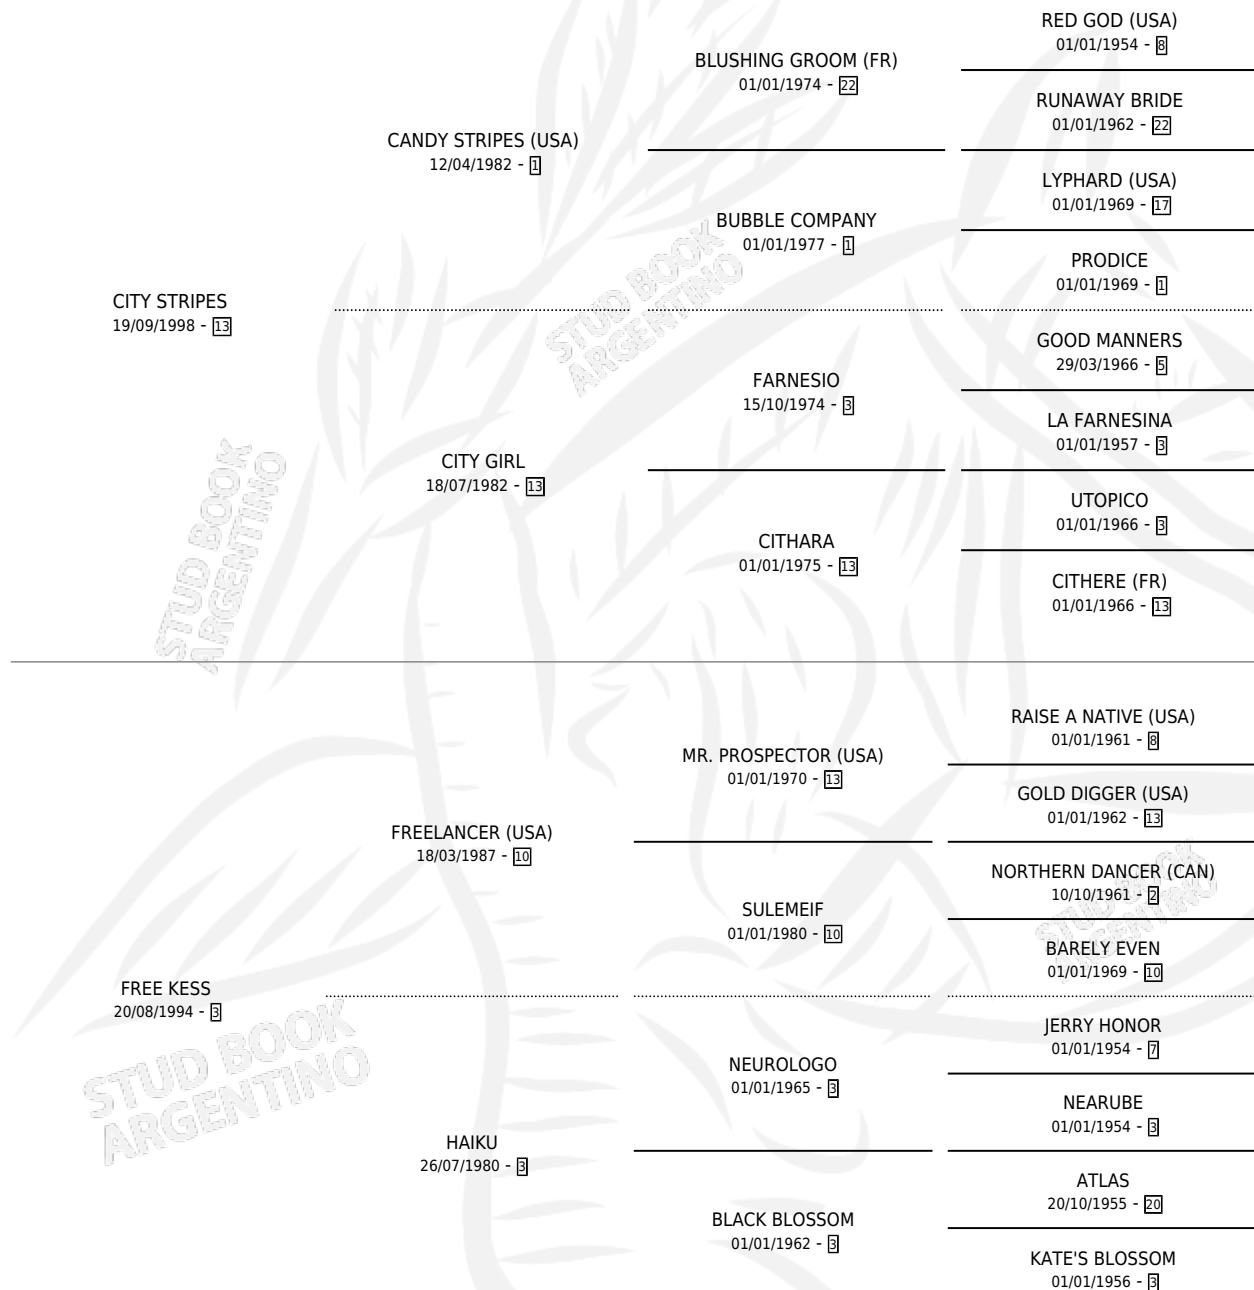 RED GOD (USA)
01/01/1954 - 8
BLUSHING GROOM (FR)
01/01/1974 - 22
RUNAWAY BRIDE
01/01/1962 - 22
CANDY STRIPES (USA)
12/04/1982 - 1
LYPHARD (USA)
01/01/1969 - 17
BUBBLE COMPANY
01/01/1977 - 1
PRODICE
01/01/1969 - 1
CITY STRIPES
19/09/1998 - 13
STUD BOOK
ARGENTINO
GOOD MANNERS
29/03/1966 - 5
FARNESIO
15/10/1974 - 3
LA FARNESINA
01/01/1957 - 3
CITY GIRL
18/07/1982 - 13
UTOPICO
01/01/1966 - 3
CITHARA
01/01/1975 - 13
CITHERE (FR)
01/01/1966 - 13
STUD BOOK
ARGENTINO
RAISE A NATIVE (USA)
01/01/1961 - 8
MR. PROSPECTOR (USA)
01/01/1970 - 13
GOLD DIGGER (USA)
01/01/1962 - 13
FREELANCER (USA)
18/03/1987 - 10
NORTHERN DANCER (CAN)
10/10/1961 - 2
SULEMEIF
01/01/1980 - 10
STUD BOOK
ARGENTINO
BARELY EVEN
01/01/1969 - 10
FREE KESS
20/08/1994 - 3
STUD BOOK
ARGENTINO
JERRY HONOR
01/01/1954 - 7
NEUROLOGO
01/01/1965 - 3
NEARUBE
01/01/1954 - 3
HAIKU
26/07/1980 - 3
ATLAS
20/10/1955 - 20
BLACK BLOSSOM
01/01/1962 - 3
KATE'S BLOSSOM
01/01/1956 - 3